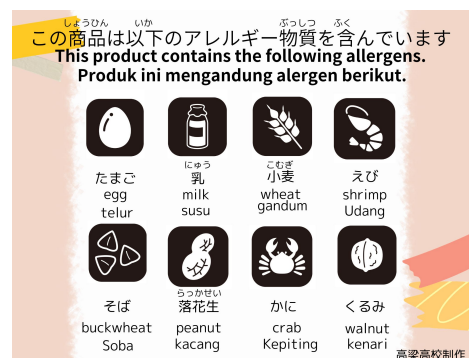 しょうひん いか ぶっしつ ふく
この商品は以下のアレルギー物質を含んでいます
This product contains the following allergens.
Produk ini mengandung alergen berikut.
たまご
egg
telur
にゅう
乳
milk
susu
こむぎ
小麦
wheat
gandum
えび
shrimp
Udang
そば
buckwheat
Soba
らっかせい
落花生
peanut
kacang
かに
crab
Kepiting
くるみ
walnut
kenari
高梁高校制作